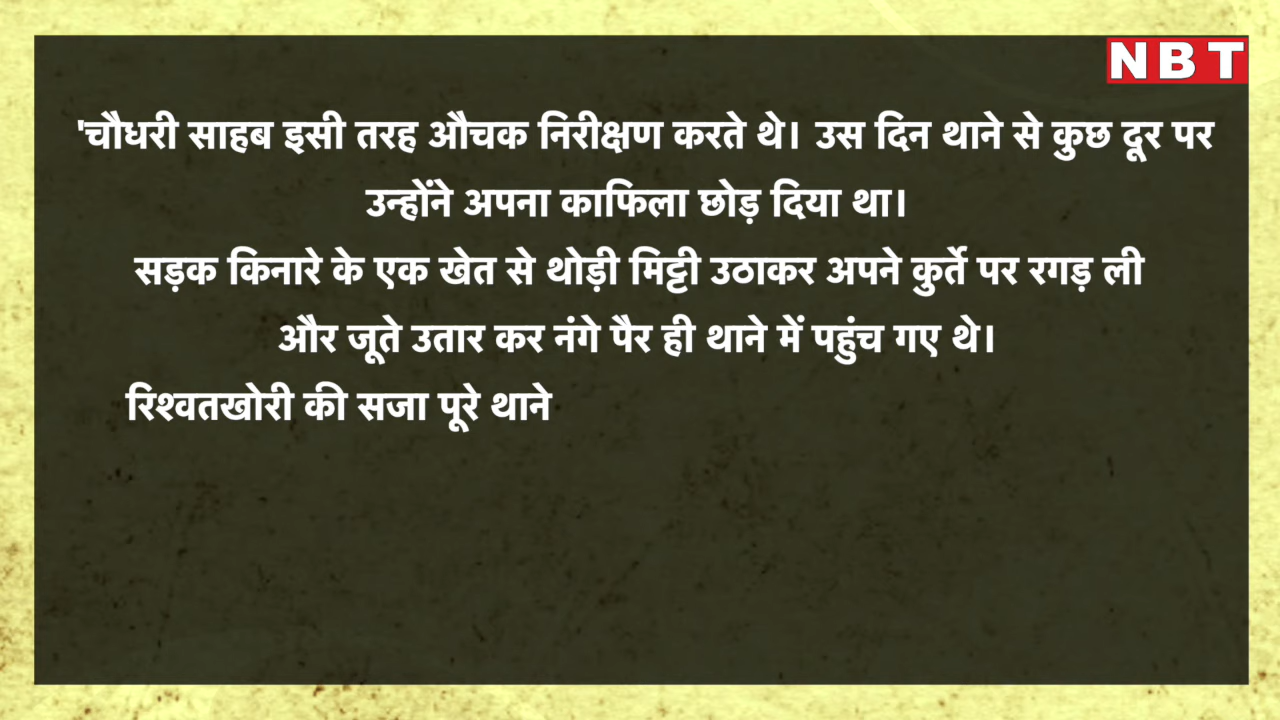 NBT
'चौधरी साहब इसी तरह औचक निरीक्षण करते थे। उस दिन थाने से कुछ दूर पर
उन्होंने अपना काफिला छोड़ दिया था।
सड़क किनारे के एक खेत से थोड़ी मिट्टी उठाकर अपने कुर्ते पर रगड़ ली
और जूते उतार कर नंगे पैर ही थाने में पहुंच गए थे।
रिश्वतखोरी की सजा पूरे थाने